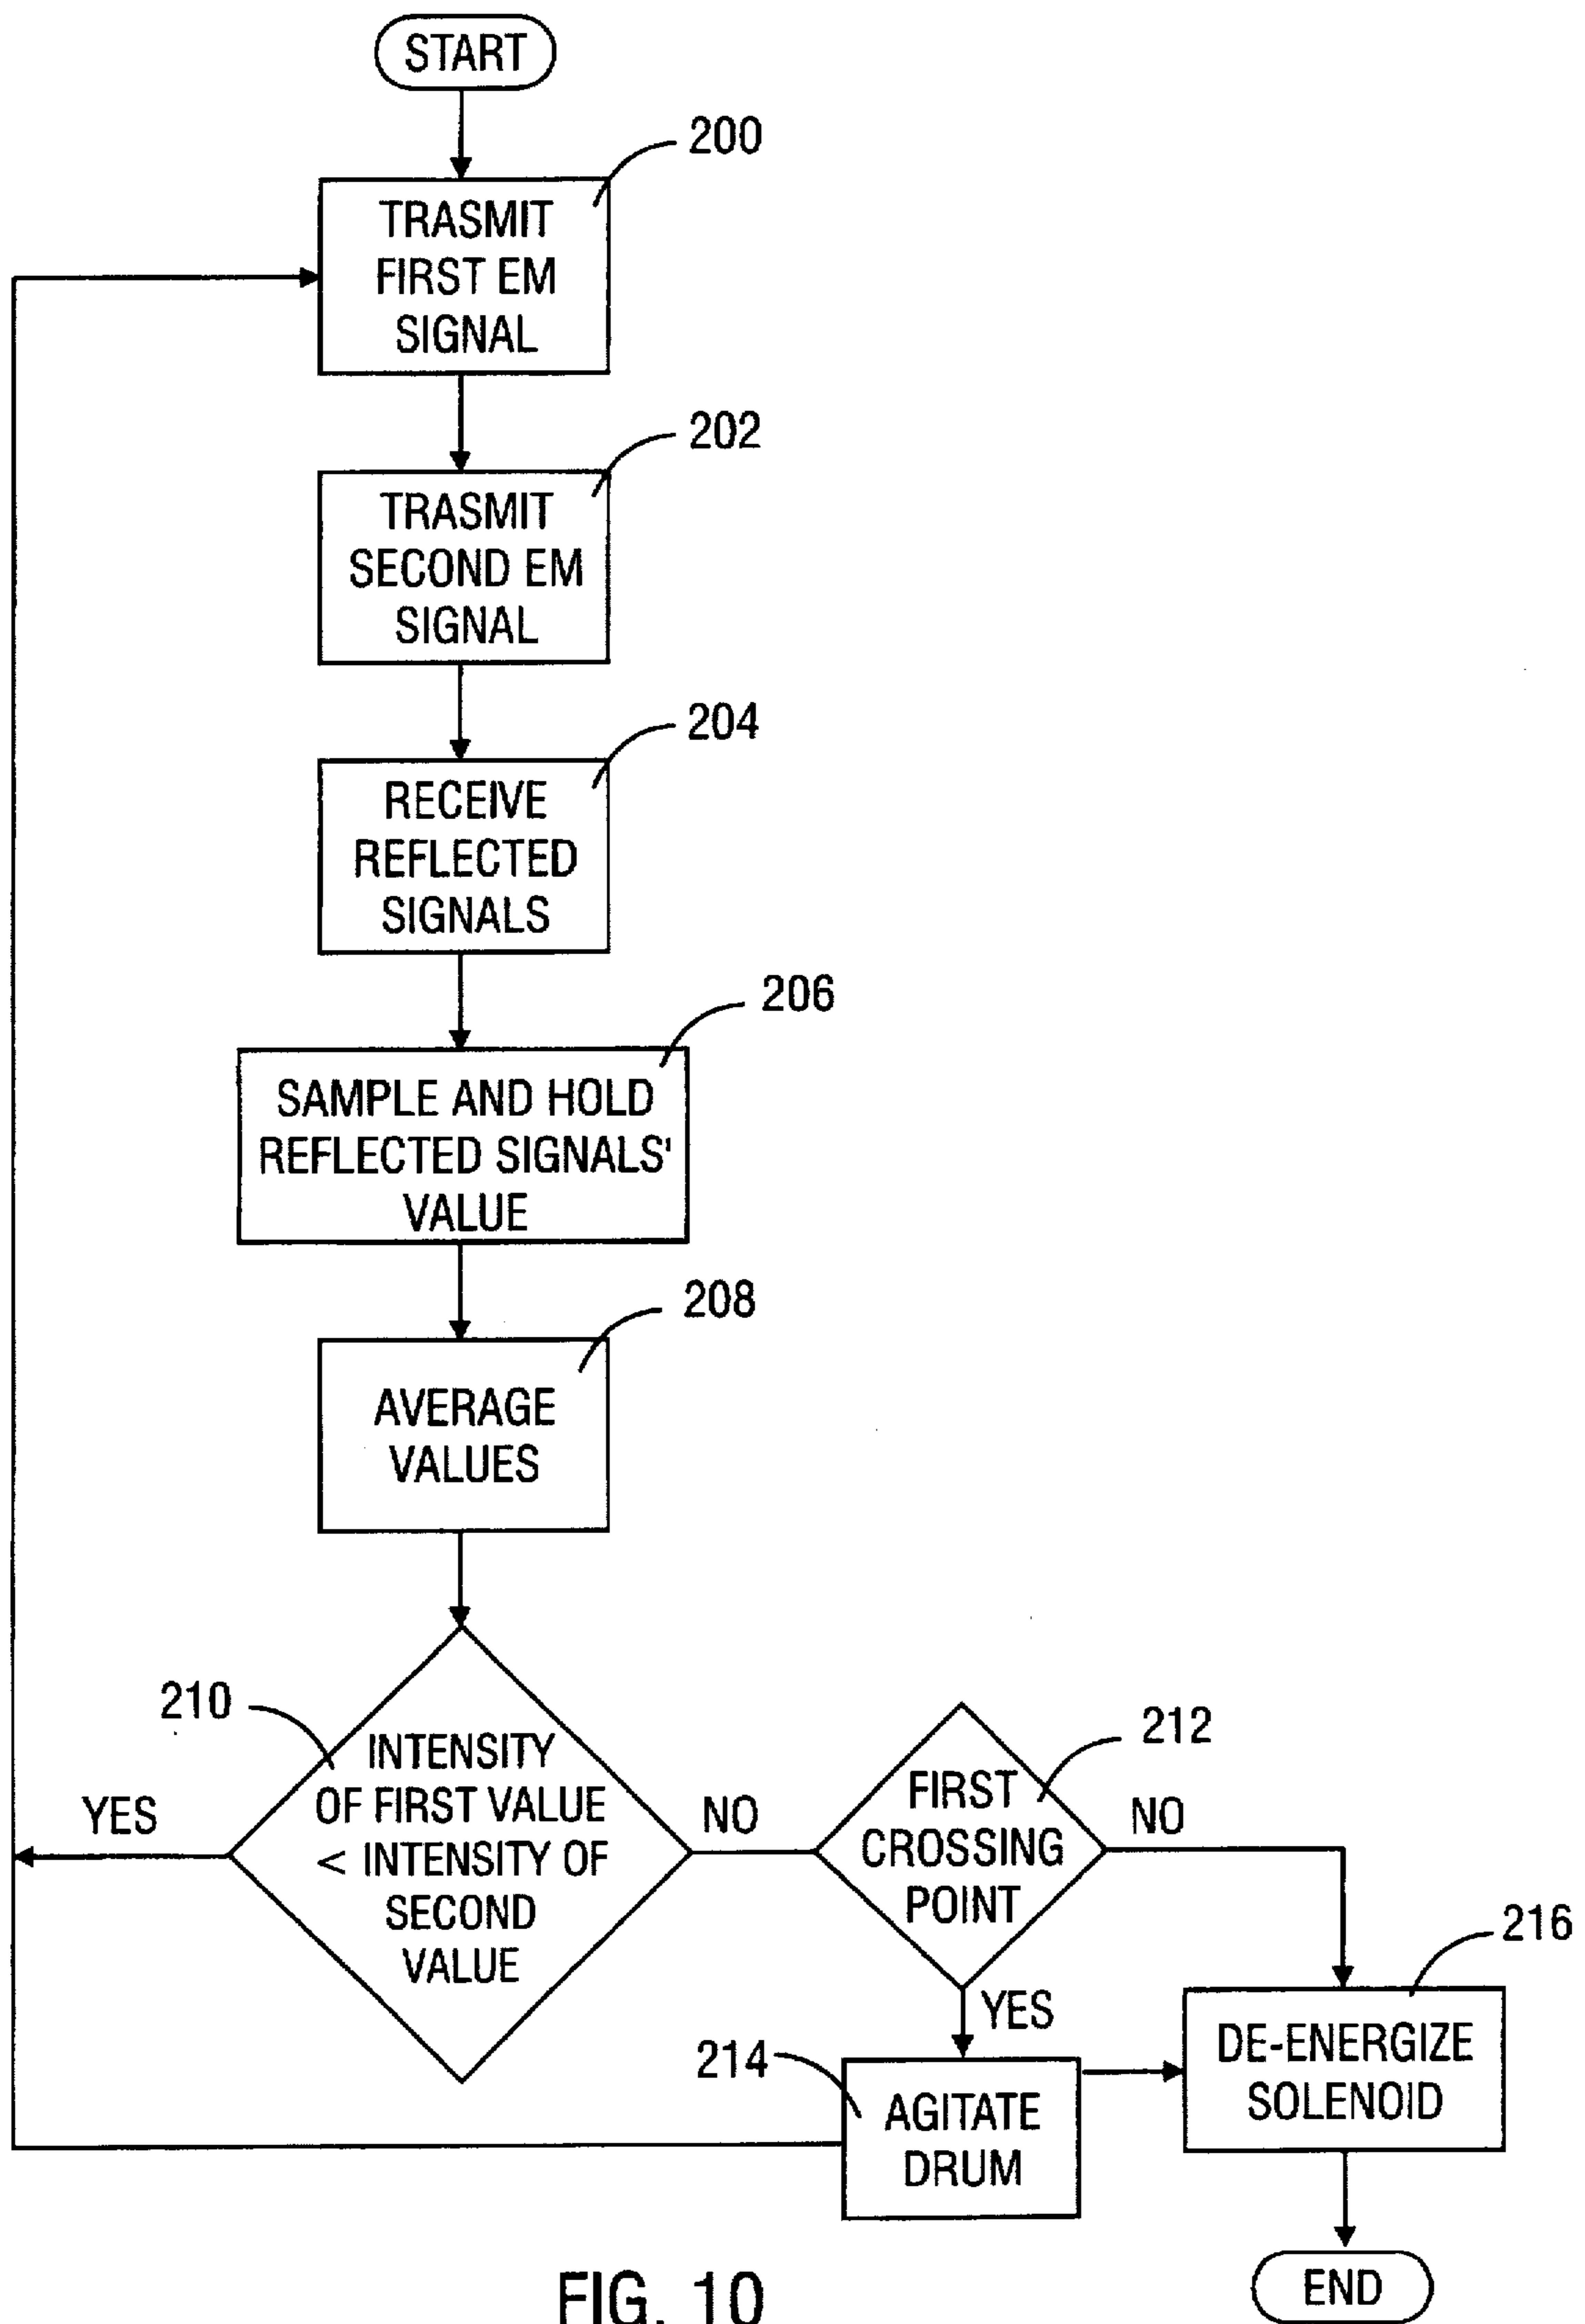 START
200
TRASMIT
FIRST EM
SIGNAL
202
TRASMIT
SECOND EM
SIGNAL
204
RECEIVE
REFLECTED
SIGNALS
206
SAMPLE AND HOLD
REFLECTED SIGNALS'
VALUE
208
AVERAGE
VALUES
210
INTENSITY
OF FIRST VALUE
< INTENSITY OF
SECOND
VALUE
YES
NO
212
FIRST
CROSSING
POINT
NO
YES
214
AGITATE
DRUM
216
DE-ENERGIZE
SOLENOID
END
FIG. 10